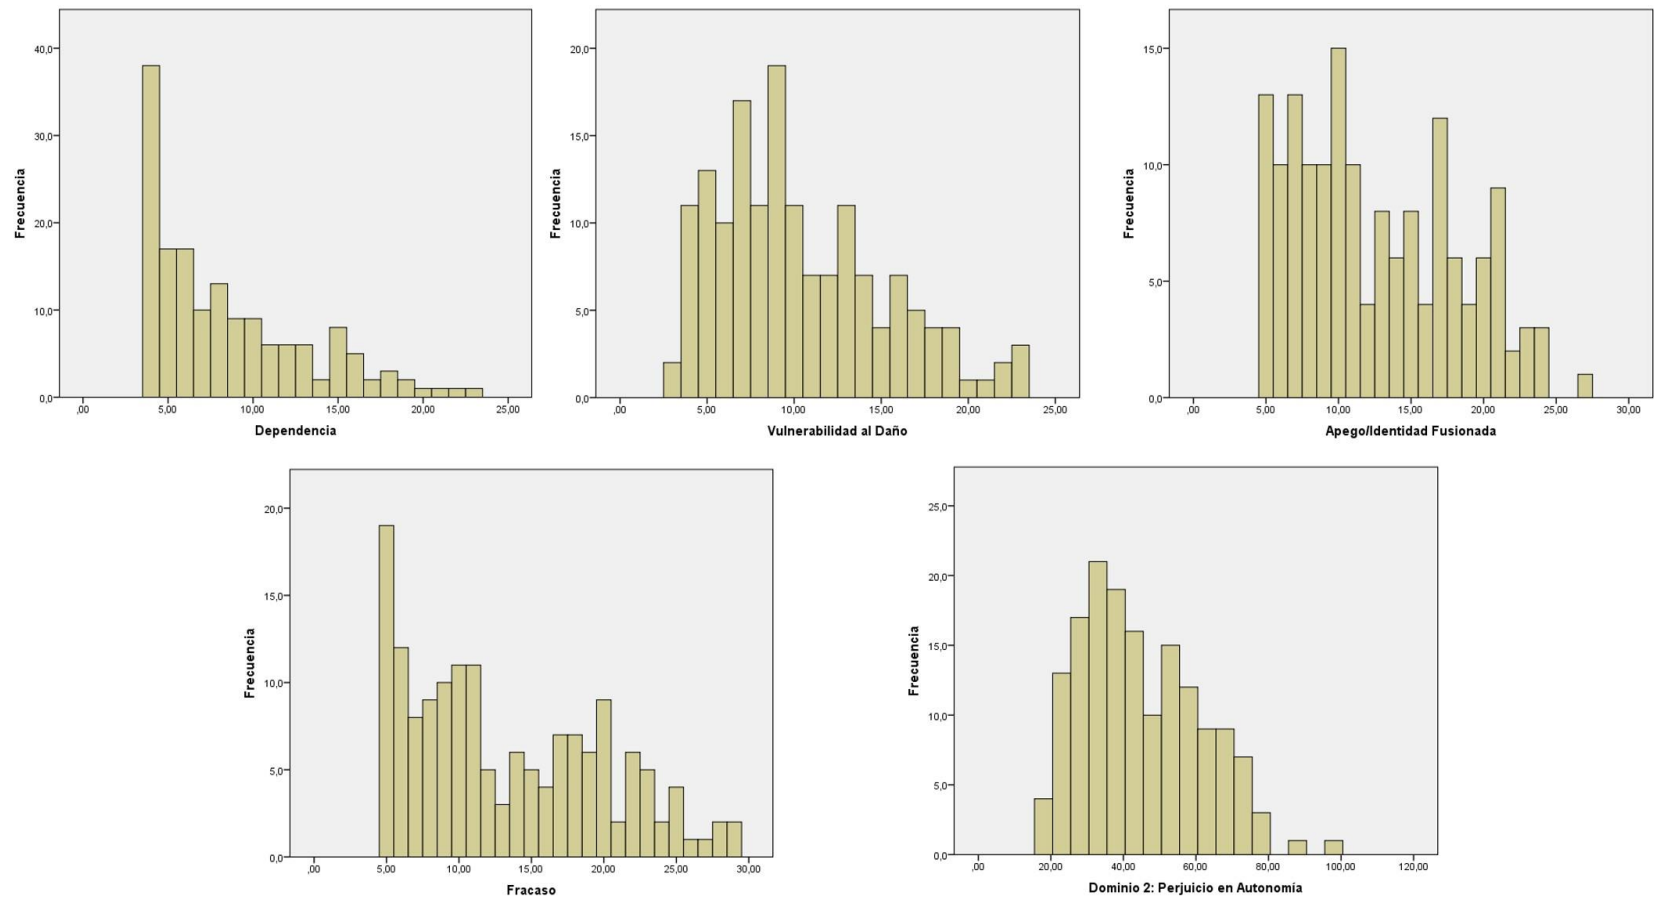 Frecuencia
40,0
30,0
20,0
10,0
0,0
,00 5,00 10,00 15,00 20,00 25,00
Dependencia
Frecuencia
20,0
15,0
10,0
5,0
0,0
,00 5,00 10,00 15,00 20,00 25,00
Vulnerabilidad al Daño
Frecuencia
15,0
10,0
5,0
0,0
,00 5,00 10,00 15,00 20,00 25,00 30,00
Apego/Identidad Fusionada
Frecuencia
20,0
15,0
10,0
5,0
0,0
,00 5,00 10,00 15,00 20,00 25,00 30,00
Fracaso
Frecuencia
25,0
20,0
15,0
10,0
5,0
0,0
,00 20,00 40,00 60,00 80,00 100,00 120,00
Dominio 2: Perjuicio en Autonomía